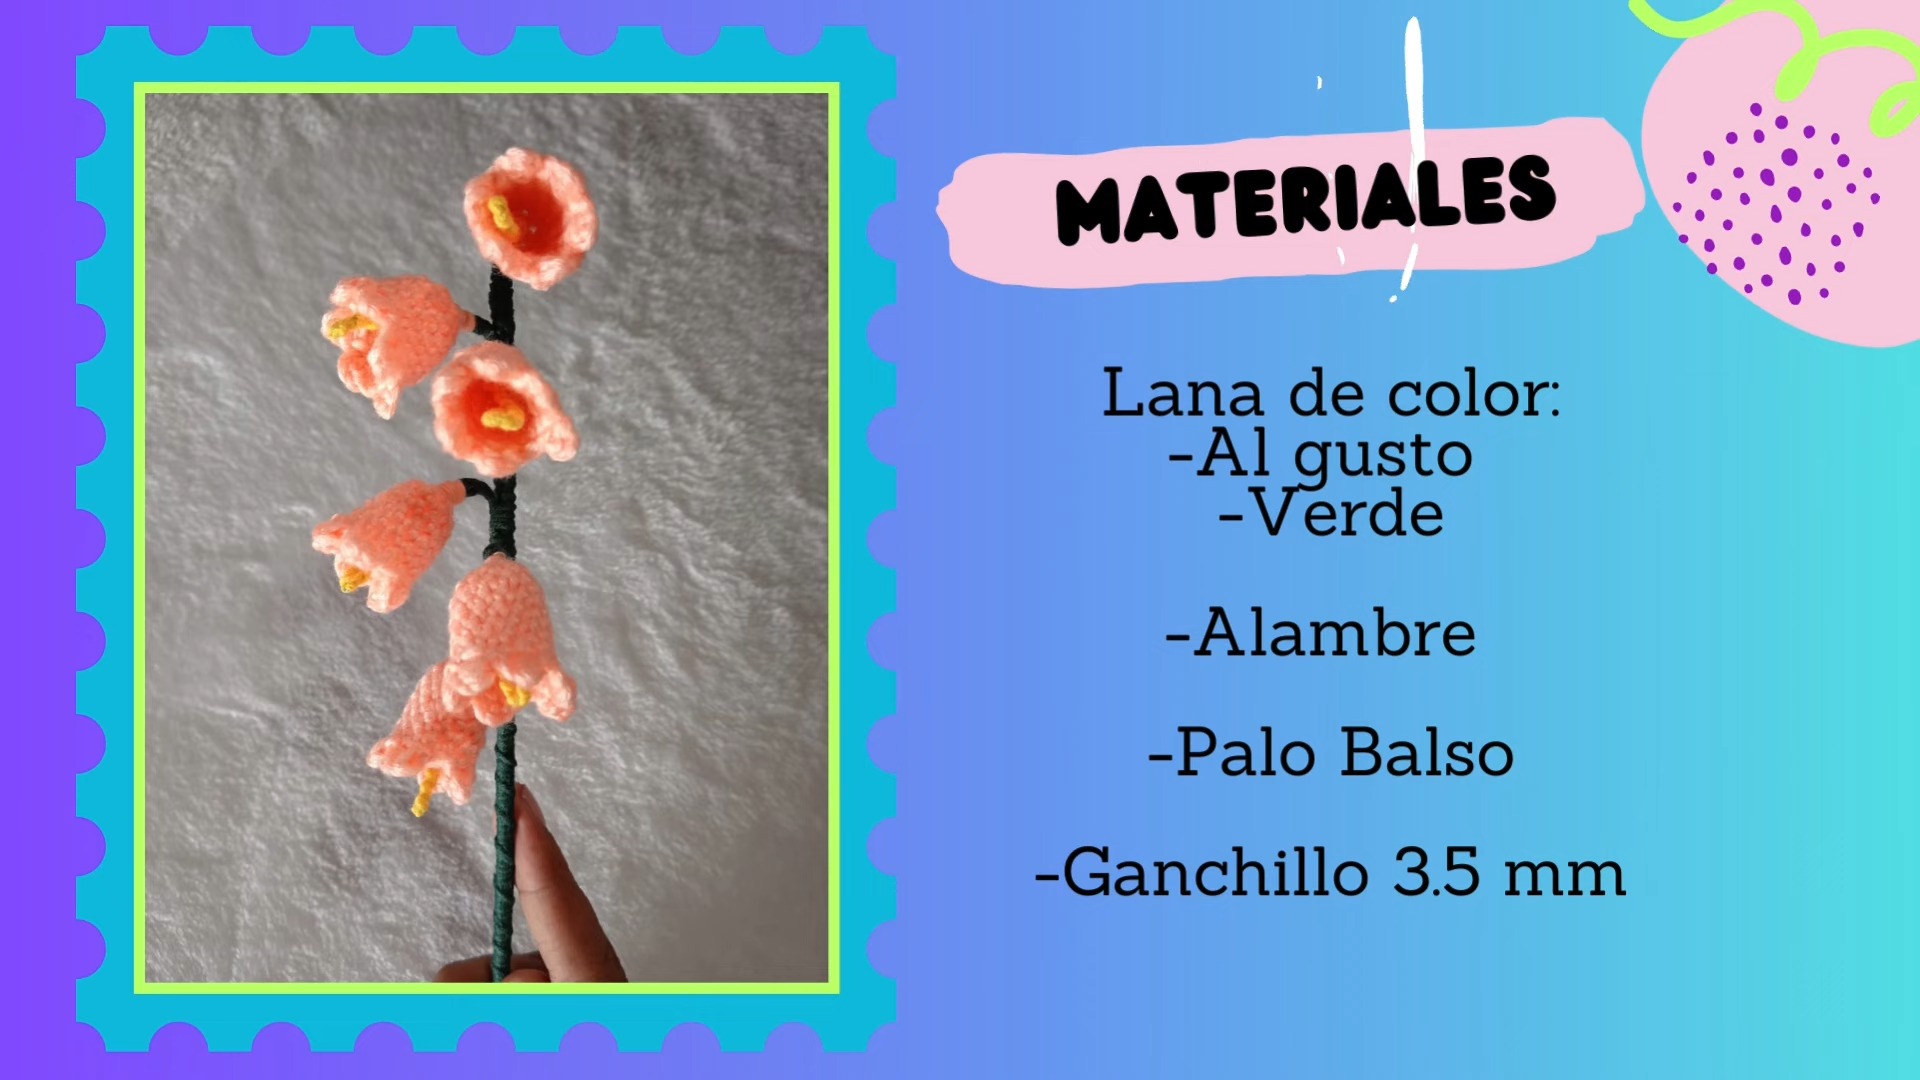 MATERIALES
Lana de color:
-Al gusto
-Verde
-Alambre
-Palo Balso
-Ganchillo 3.5 mm